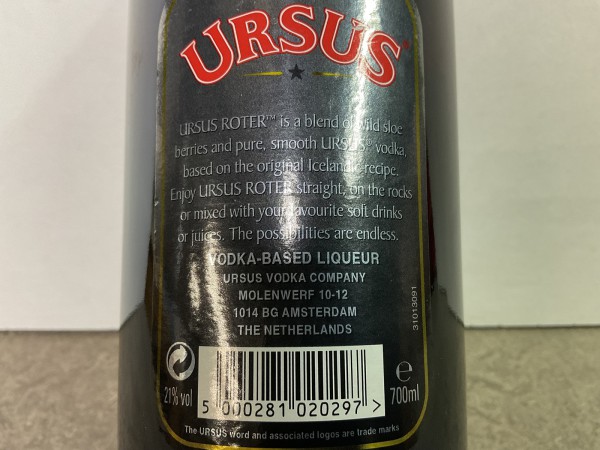 URSUS®
URSUS ROTER™ is a blend of wild sloe
berries and pure, smooth URSUS® vodka,
based on the original Icelandic recipe.
Enjoy URSUS ROTER straight, on the rocks
or mixed with your favourite soft drinks
or juices. The possibilities are endless.
VODKA-BASED LIQUEUR
URSUS VODKA COMPANY
MOLENWERF 10-12
1014 BG AMSTERDAM
THE NETHERLANDS
31013091
21% vol
5 000281 020297 >
e
700ml
The URSUS word and associated logos are trade marks